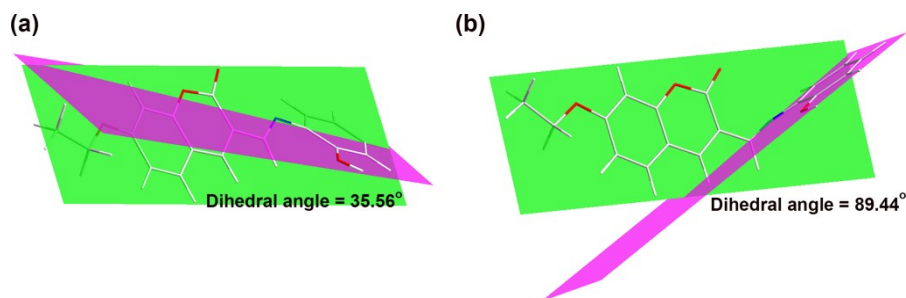 (a)
(b)
Dihedral angle = 35.56°
Dihedral angle = 89.44°